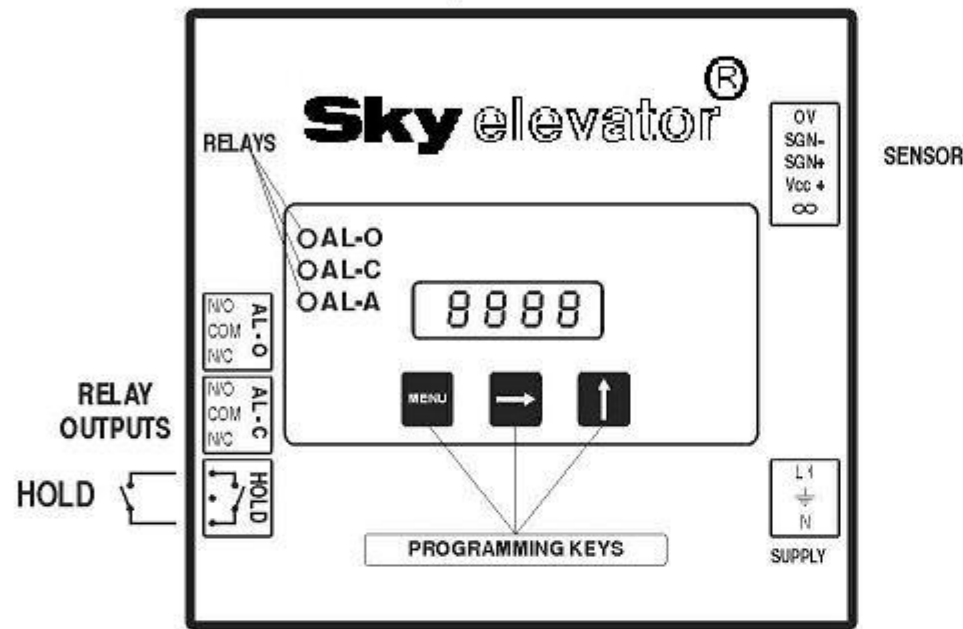 Sky elevator ®
RELAYS
OV
SGN-
SGN+
Vcc +
∞
SENSOR
AL-O
AL-C
AL-A
8888
N/O
COM
N/C
AL-O
MENU
RELAY
OUTPUTS
N/O
COM
N/C
AL-C
HOLD
HOLD
L1
N
SUPPLY
PROGRAMMING KEYS